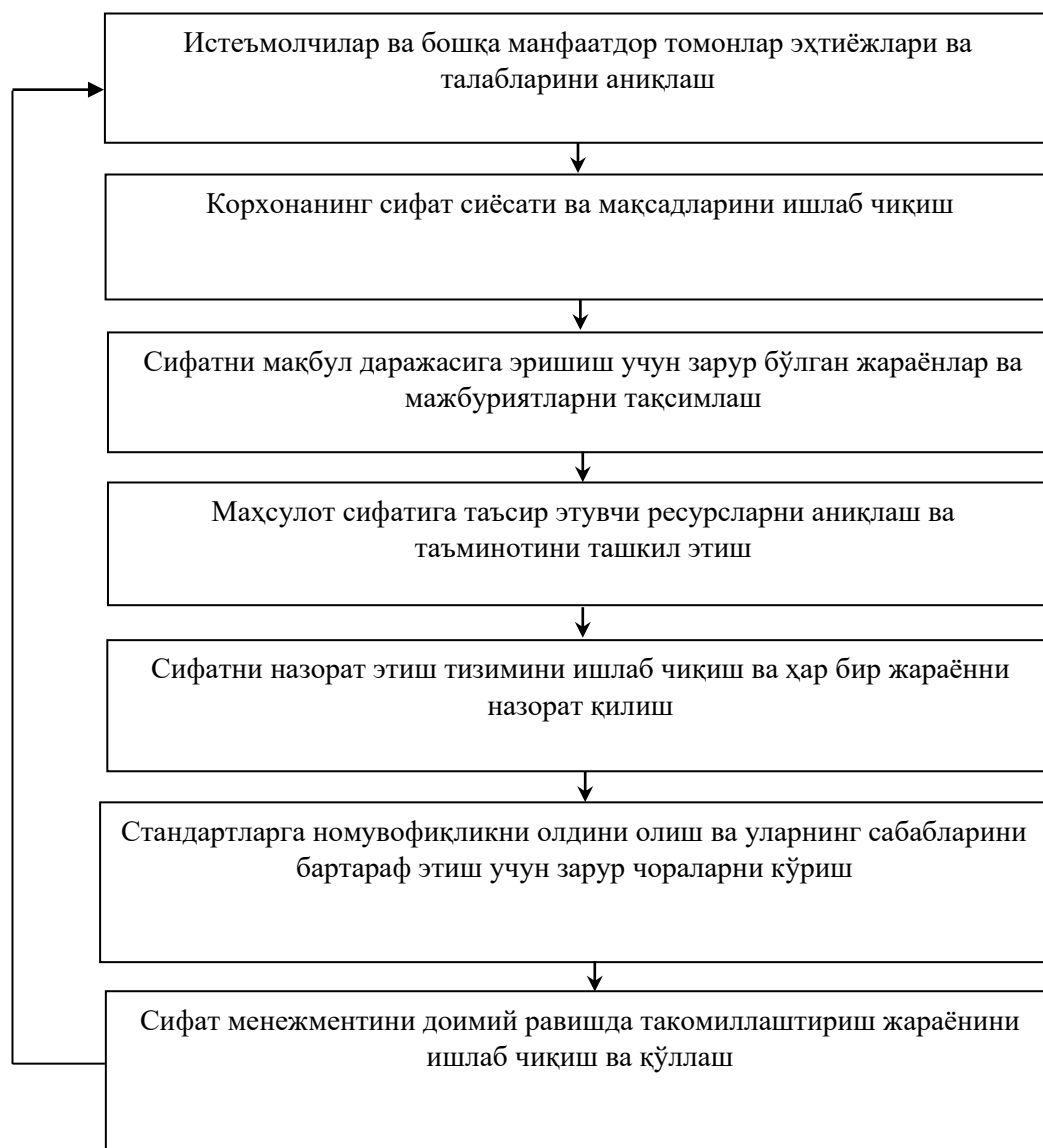 Истеъмолчилар ва бошқа манфаатдор томонлар эҳтиёжлари ва
талабларини аниқлаш
Корхонанинг сифат сиёсати ва мақсадларини ишлаб чиқиш
Сифатни мақбул даражасига эришиш учун зарур бўлган жараёнлар ва
мажбуриятларни тақсимлаш
Маҳсулот сифатига таъсир этувчи ресурсларни аниқлаш ва
таъминотини ташкил этиш
Сифатни назорат этиш тизимини ишлаб чиқиш ва ҳар бир жараённи
назорат қилиш
Стандартларга номувофиқликни олдини олиш ва уларнинг сабабларини
бартараф этиш учун зарур чораларни кўриш
Сифат менежментини доимий равишда такомиллаштириш жараёнини
ишлаб чиқиш ва қўллаш